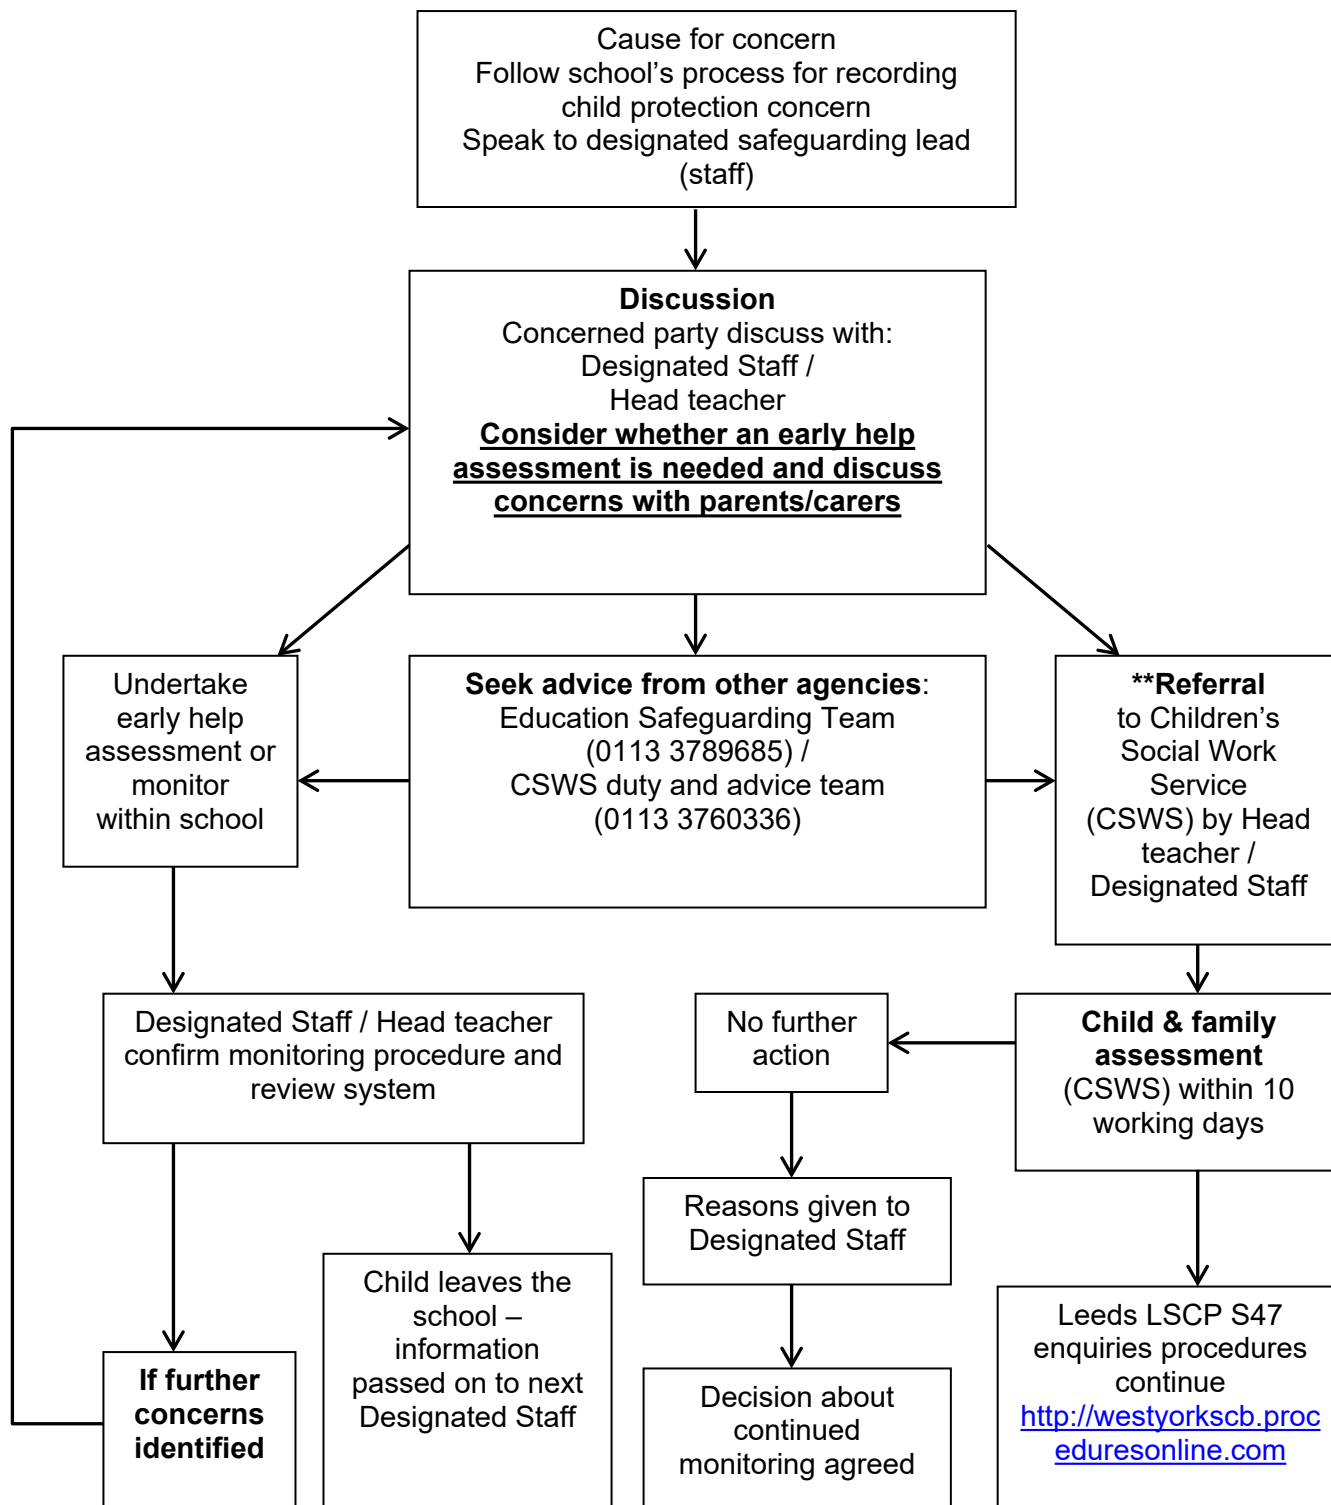 Cause for concern
Follow school’s process for recording
child protection concern
Speak to designated safeguarding lead
(staff)
Discussion
Concerned party discuss with:
Designated Staff /
Head teacher
Consider whether an early help
assessment is needed and discuss
concerns with parents/carers
Undertake
early help
assessment or
monitor
within school
Seek advice from other agencies:
Education Safeguarding Team
(0113 3789685) /
CSWS duty and advice team
(0113 3760336)
**Referral
to Children’s
Social Work
Service
(CSWS) by Head
teacher /
Designated Staff
Designated Staff / Head teacher
confirm monitoring procedure and
review system
No further
action
Child & family
assessment
(CSWS) within 10
working days
Reasons given to
Designated Staff
If further
concerns
identified
Child leaves the
school –
information
passed on to next
Designated Staff
Decision about
continued
monitoring agreed
Leeds LSCP S47
enquiries procedures
continue
http://westyorkscb.proc
eduresonline.com